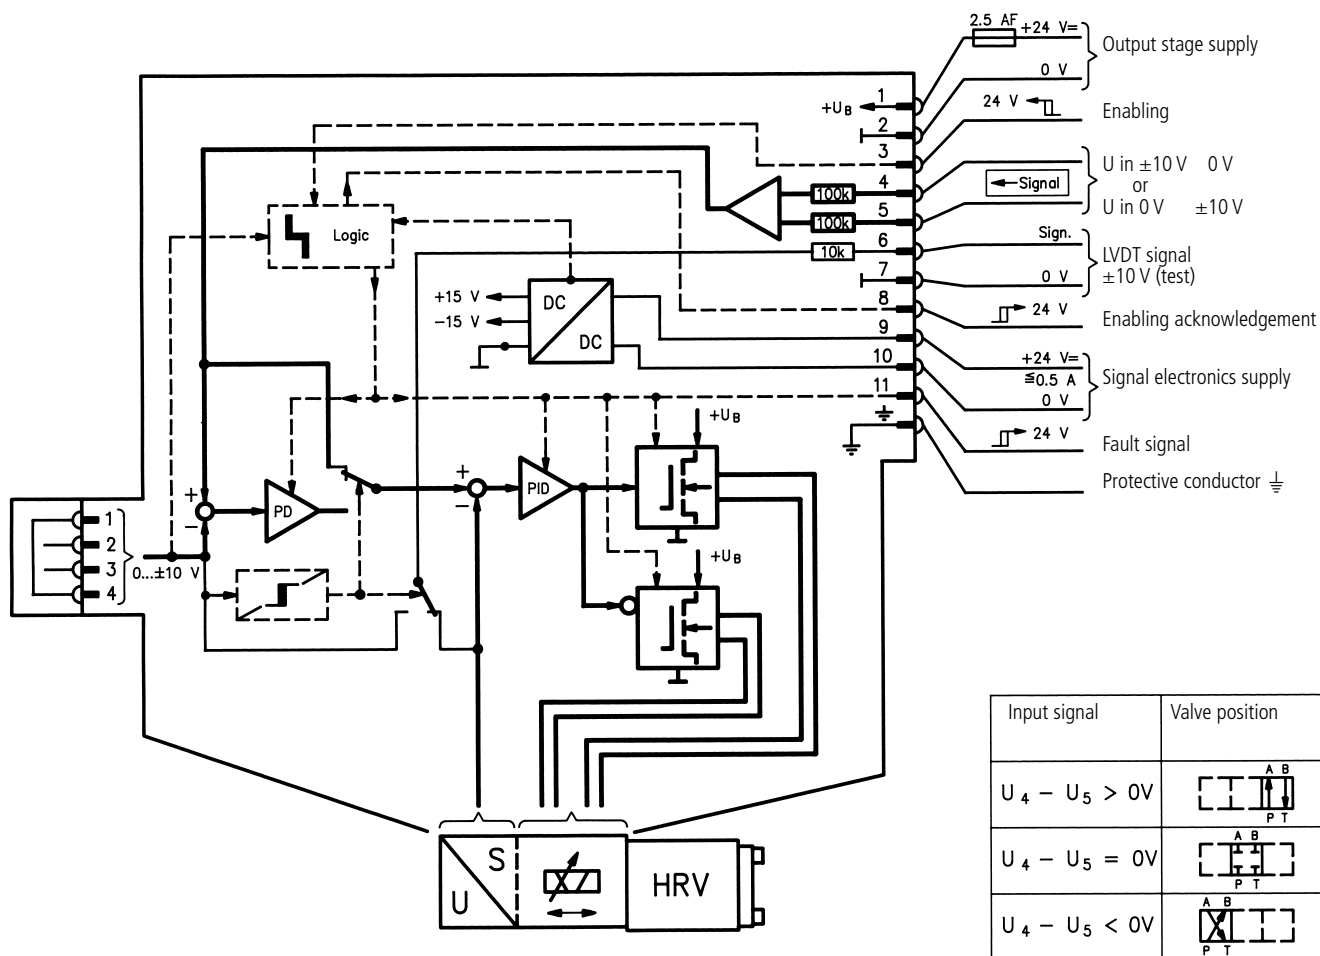 2.5 AF +24 V=
Output stage supply
0 V
1
+UB
24 V
Enabling
2
3
U in ±10 V 0 V
4
100k
Signal
or
U in 0 V ±10 V
5
100k
Logic
Sign.
6
10k
LVDT signal
±10 V (test)
7
0 V
+15 V
DC
8
24 V
Enabling acknowledgement
-15 V
DC
9
+24 V=
10
≦0.5 A
Signal electronics supply
0 V
11
+UB
24 V
Fault signal
Protective conductor
+
+
-
PID
PD
-
1
2
3
4
0...±10 V
+UB
Input signal Valve position
A B
U4 - U5 > 0V
P T
A B
U4 - U5 = 0V
P T
A B
U4 - U5 < 0V
P T
S
U
HRV